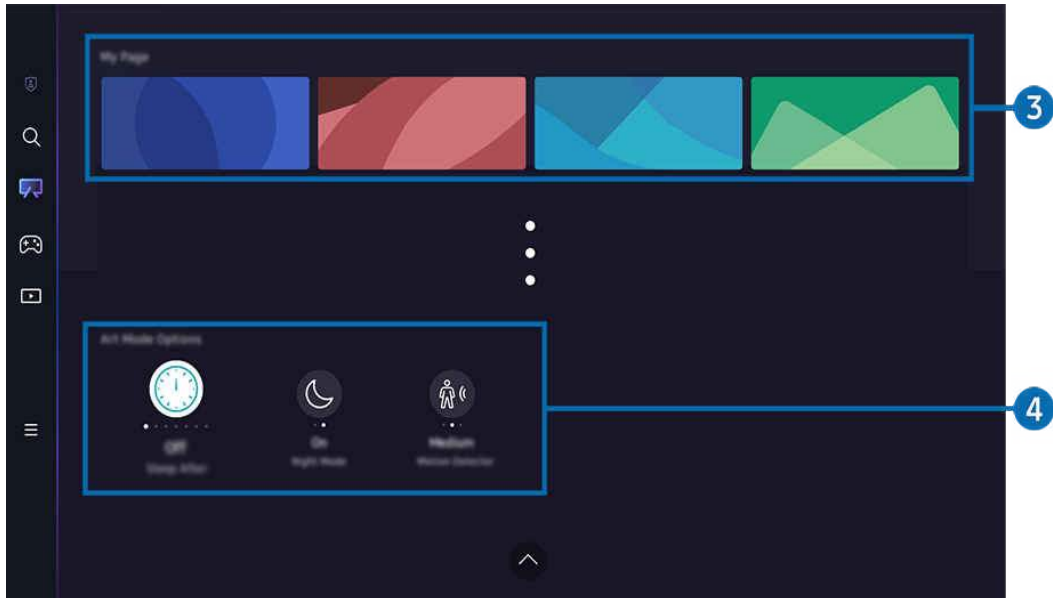 My Page
3
Art Mode Options
4
Off
On
Medium
Sleep After
Night Mode
Motion Detector